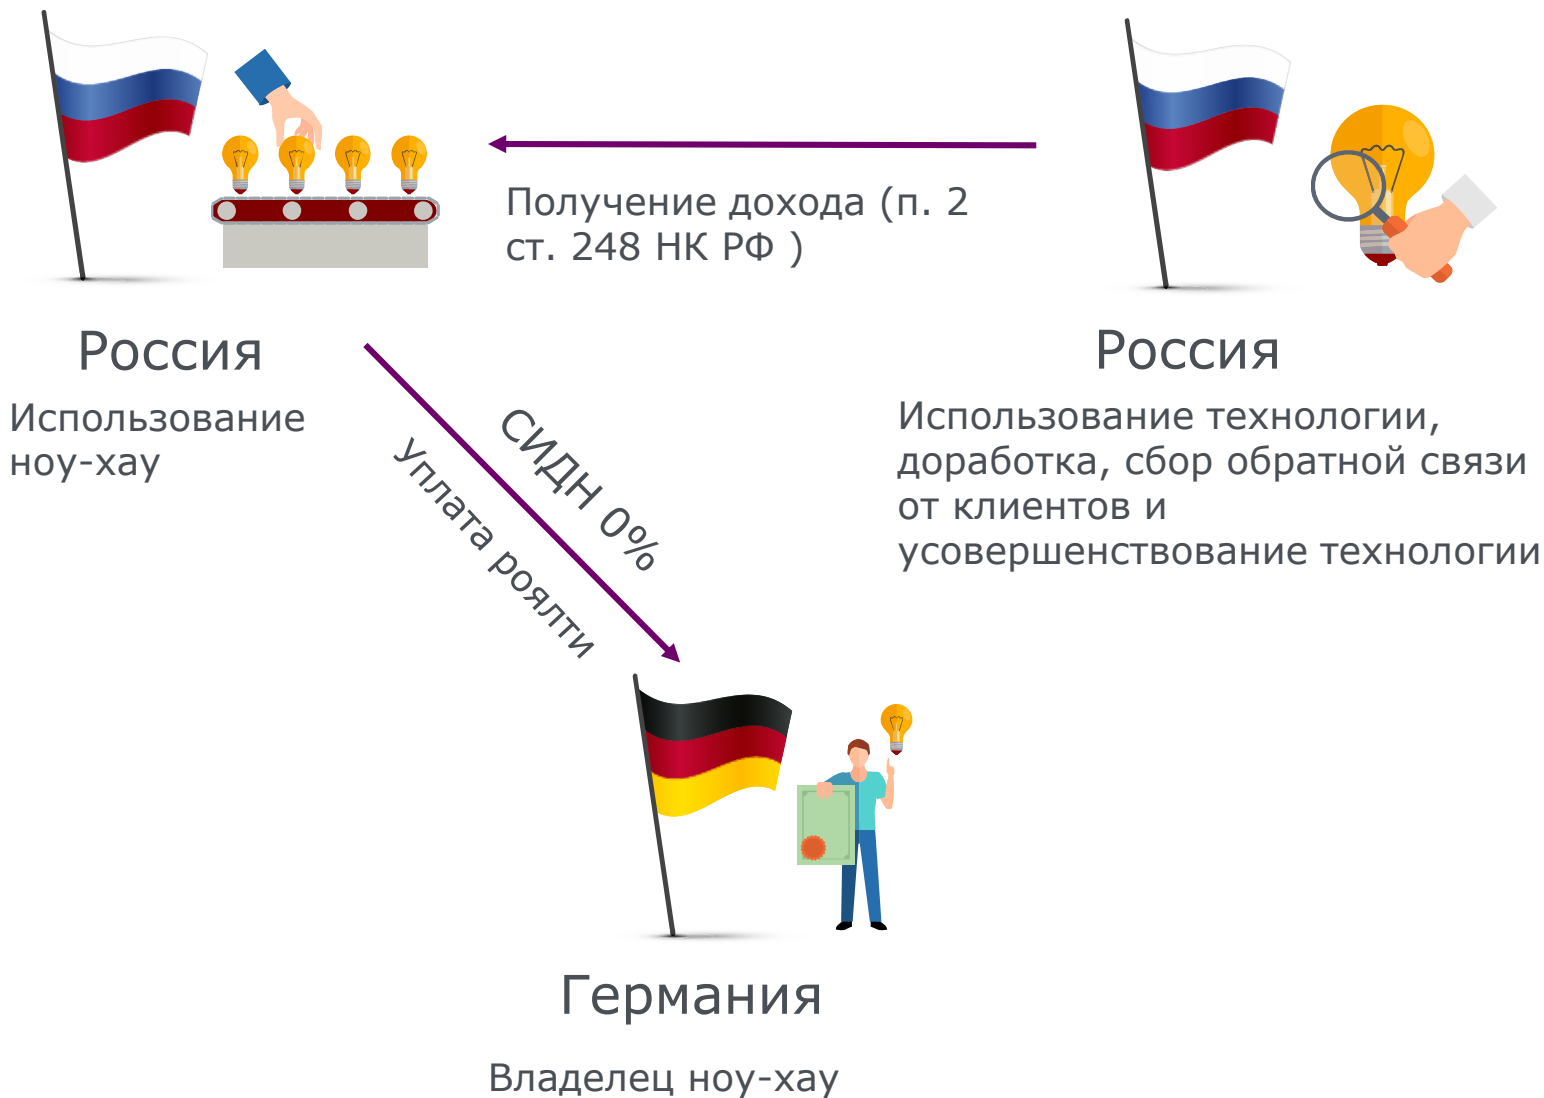 Получение дохода (п. 2
ст. 248 НК РФ )
Россия
Использование
ноу-хау
Россия
Использование технологии,
доработка, сбор обратной связи
от клиентов и
усовершенствование технологии
СИДН 0%
Уплата роялти
Германия
Владелец ноу-хау